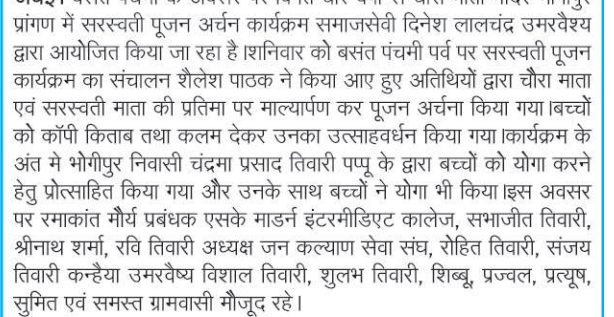 प्रांगण में सरस्वती पूजन अर्चन कार्यक्रम समाजसेवी दिनेश लालचंद्र उमरवैश्य
द्वारा आयोजित किया जा रहा है।शनिवार को बसंत पंचमी पर्व पर सरस्वती पूजन
कार्यक्रम का संचालन शैलेश पाठक ने किया आए हुए अतिथियों द्वारा चौरा माता
एवं सरस्वती माता की प्रतिमा पर माल्यार्पण कर पूजन अर्चना किया गया।बच्चों
को कॉपी किताब तथा कलम देकर उनका उत्साहवर्धन किया गया।कार्यक्रम के
अंत मे भोगीपुर निवासी चंद्रमा प्रसाद तिवारी पप्पू के द्वारा बच्चों को योगा करने
हेतु प्रोत्साहित किया गया और उनके साथ बच्चों ने योगा भी किया।इस अवसर
पर रमाकांत मौर्य प्रबंधक एसके माडर्न इंटरमीडिएट कालेज, सभाजीत तिवारी,
श्रीनाथ शर्मा, रवि तिवारी अध्यक्ष जन कल्याण सेवा संघ, रोहित तिवारी, संजय
तिवारी कन्हैया उमरवैष्य विशाल तिवारी, शुलभ तिवारी, शिब्बू, प्रज्वल, प्रत्यूष,
सुमित एवं समस्त ग्रामवासी मौजूद रहे।